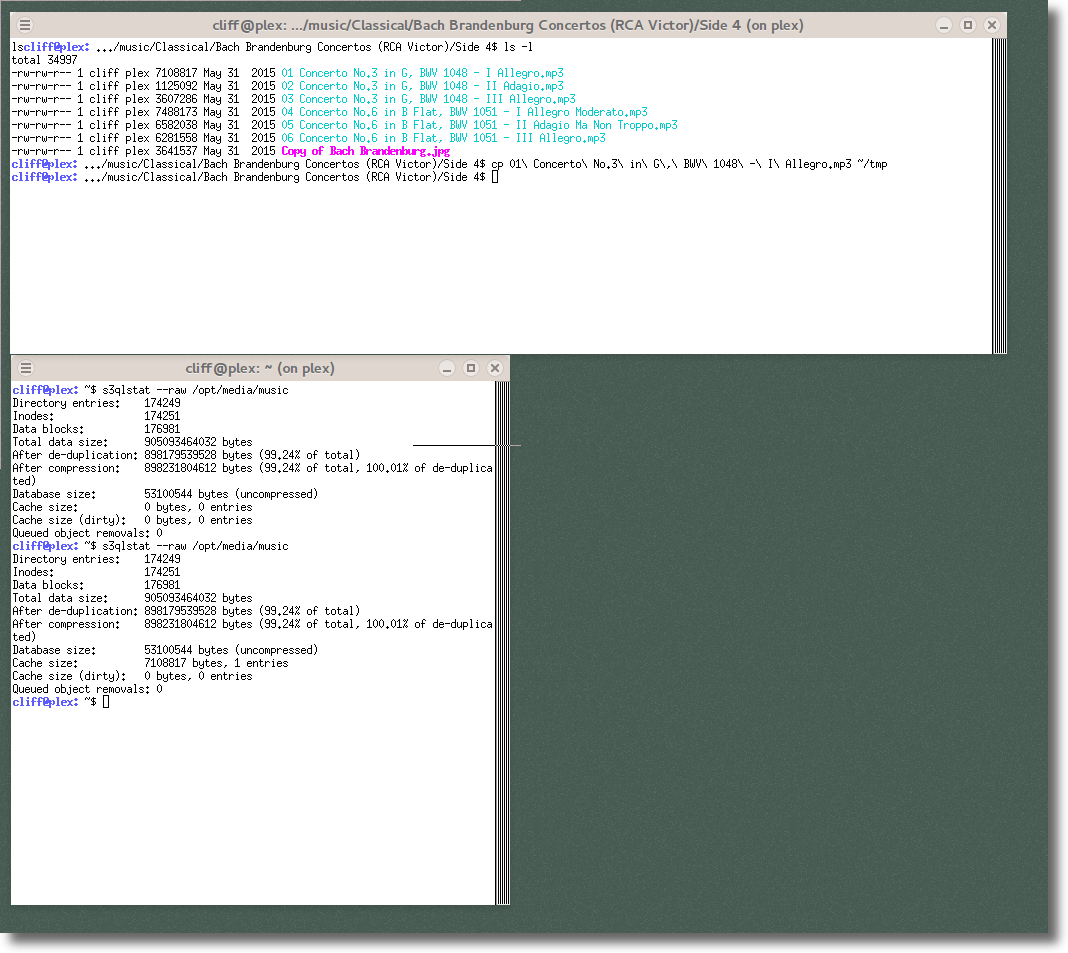 cliff@plex: .../music/Classical/Bach Brandenburg Concertos (RCA Victor)/Side 4 (on plex)
lscliff@plex: .../music/Classical/Bach Brandenburg Concertos (RCA Victor)/Side 4$ ls -l
total 34997
-rw-rw-r-- 1 cliff plex 7108817 May 31  2015 01 Concerto No.3 in G, BWV 1048 - I Allegro.mp3
-rw-rw-r-- 1 cliff plex 1125092 May 31  2015 02 Concerto No.3 in G, BWV 1048 - II Adagio.mp3
-rw-rw-r-- 1 cliff plex 3607286 May 31  2015 03 Concerto No.3 in G, BWV 1048 - III Allegro.mp3
-rw-rw-r-- 1 cliff plex 7488173 May 31  2015 04 Concerto No.6 in B Flat, BWV 1051 - I Allegro Moderato.mp3
-rw-rw-r-- 1 cliff plex 6582038 May 31  2015 05 Concerto No.6 in B Flat, BWV 1051 - II Adagio Ma Non Troppo.mp3
-rw-rw-r-- 1 cliff plex 6281558 May 31  2015 06 Concerto No.6 in B Flat, BWV 1051 - III Allegro.mp3
-rw-rw-r-- 1 cliff plex 3641537 May 31  2015 Copy of Bach Brandenburg.jpg
cliff@plex: .../music/Classical/Bach Brandenburg Concertos (RCA Victor)/Side 4$ cp 01\ Concerto\ No.3\ in\ G\,\ BWV\ 1048\ -\ I\ Allegro.mp3 ~/tmp
cliff@plex: .../music/Classical/Bach Brandenburg Concertos (RCA Victor)/Side 4$
cliff@plex: ~ (on plex)
cliff@plex: ~$ s3qlstat --raw /opt/media/music
Directory entries:    174249
Inodes:               174251
Data blocks:          176981
Total data size:      905093464032 bytes
After de-duplication: 898179539528 bytes (99.24% of total)
After compression:    898231804612 bytes (99.24% of total, 100.01% of de-duplica
ted)
Database size:        53100544 bytes (uncompressed)
Cache size:           0 bytes, 0 entries
Cache size (dirty):   0 bytes, 0 entries
Queued object removals: 0
cliff@plex: ~$ s3qlstat --raw /opt/media/music
Directory entries:    174249
Inodes:               174251
Data blocks:          176981
Total data size:      905093464032 bytes
After de-duplication: 898179539528 bytes (99.24% of total)
After compression:    898231804612 bytes (99.24% of total, 100.01% of de-duplica
ted)
Database size:        53100544 bytes (uncompressed)
Cache size:           7108817 bytes, 1 entries
Cache size (dirty):   0 bytes, 0 entries
Queued object removals: 0
cliff@plex: ~$